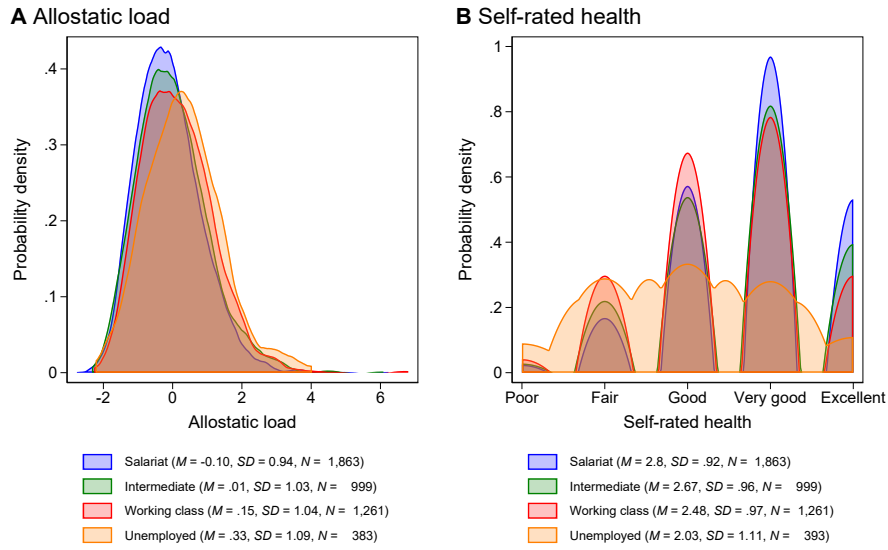 A Allostatic load
Probability density
.4
.3
.2
.1
0
-2 0 2 4 6
Allostatic load
Salariat (M = -0.10, SD = 0.94, N = 1,863)
Intermediate (M = .01, SD = 1.03, N = 999)
Working class (M = .15, SD = 1.04, N = 1,261)
Unemployed (M = .33, SD = 1.09, N = 383)
B Self-rated health
Probability density
1
.8
.6
.4
.2
0
Poor Fair Good Very good Excellent
Self-rated health
Salariat (M = 2.8, SD = .92, N = 1,863)
Intermediate (M = 2.67, SD = .96, N = 999)
Working class (M = 2.48, SD = .97, N = 1,261)
Unemployed (M = 2.03, SD = 1.11, N = 393)